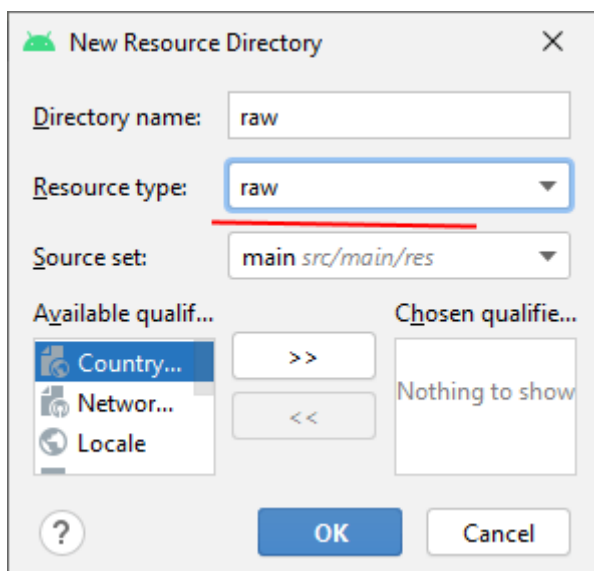 New Resource Directory
Directory name: raw
Resource type: raw
Source set: main src/main/res
Available qualif... Chosen qualifie...
Country... >> Nothing to show
Networ... <<
Locale
? OK Cancel